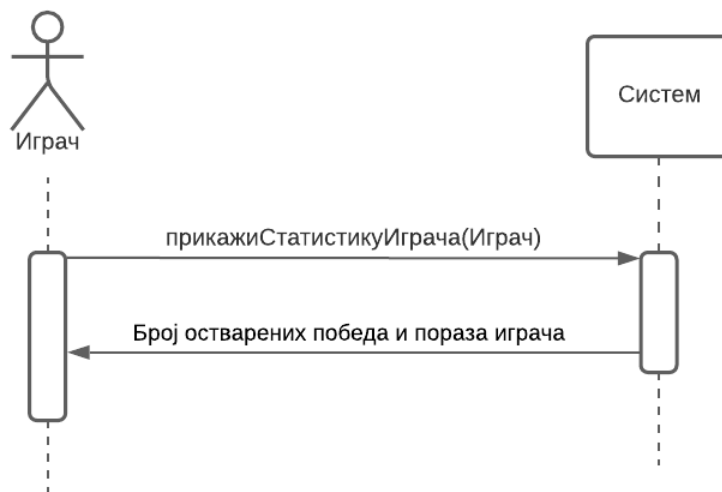 Играч
Систем
прикажиСтатистикуИграча(Играч)
Број остварених победа и пораза играча